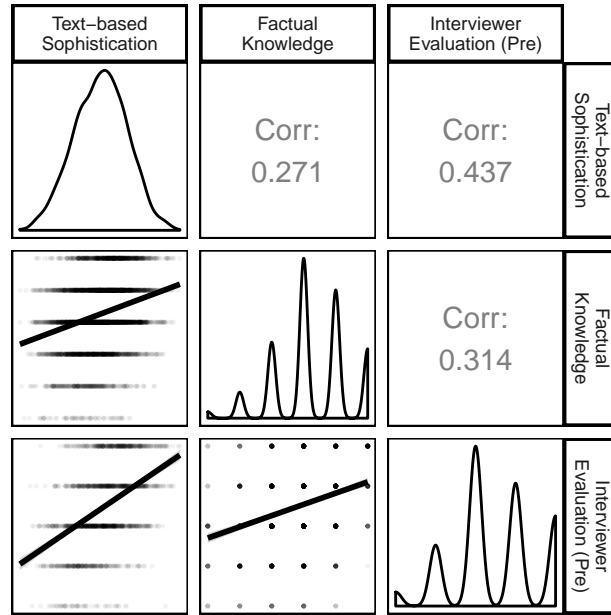 Text−based
Sophistication
Factual
Knowledge
Interviewer
Evaluation (Pre)
Corr:
0.271
Corr:
0.437
Text−based
Sophistication
Corr:
0.314
Factual
Knowledge
Interviewer
Evaluation (Pre)